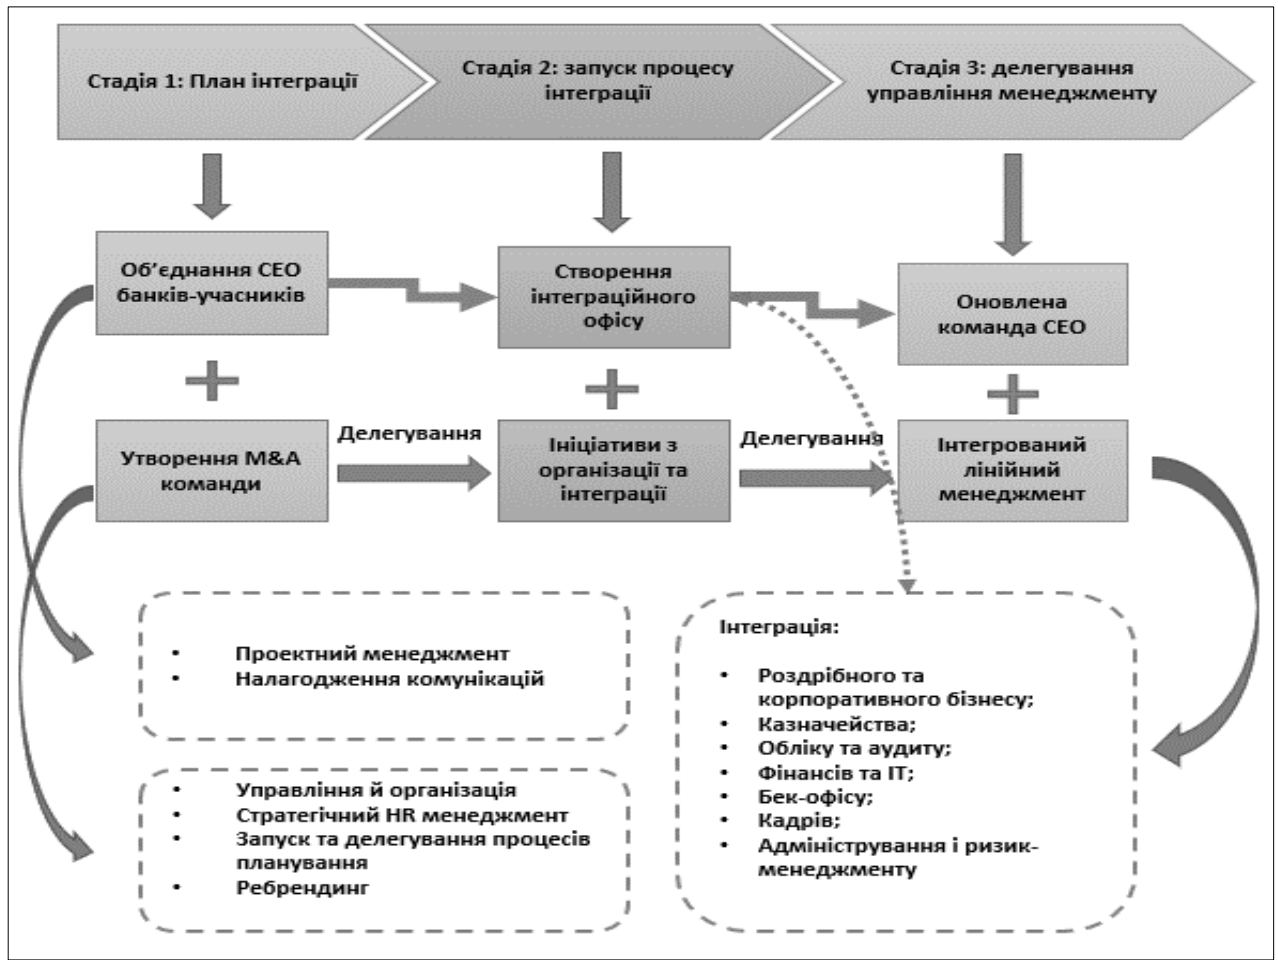 Стадія 1: План інтеграції
Стадія 2: запуск процесу
інтеграції
Стадія 3: делегування
управління менеджменту
Об’єднання CEO
банків-учасників
Створення
інтеграційного
офісу
Оновлена
команда CEO
Утворення M&A
команди
Делегування
Ініціативи з
організації та
інтеграції
Делегування
Інтегрований
лінійний
менеджмент
• Проектний менеджмент
• Налагодження комунікацій
• Управління й організація
• Стратегічний HR менеджмент
• Запуск та делегування процесів
планування
• Ребрендинг
Інтеграція:
• Роздрібного та
корпоративного бізнесу;
• Казначейства;
• Обліку та аудиту;
• Фінансів та ІТ;
• Бек-офісу;
• Кадрів;
• Адміністрування і ризик-
менеджменту